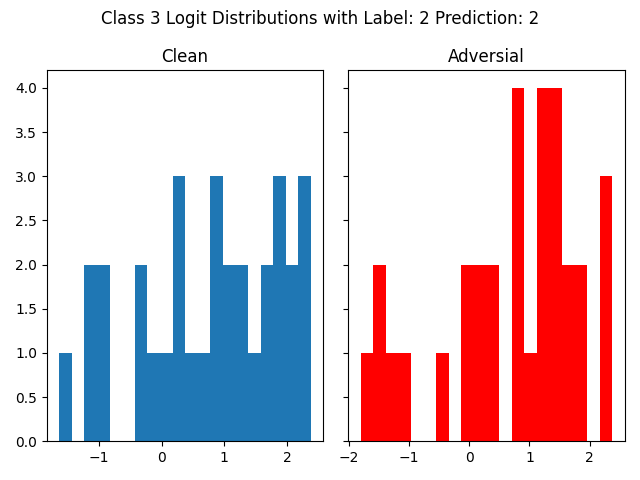 Class 3 Logit Distributions with Label: 2 Prediction: 2
Clean
Adversial
4.0
3.5
3.0
2.5
2.0
1.5
1.0
0.5
0.0
−1 0 1 2
−2 −1 0 1 2